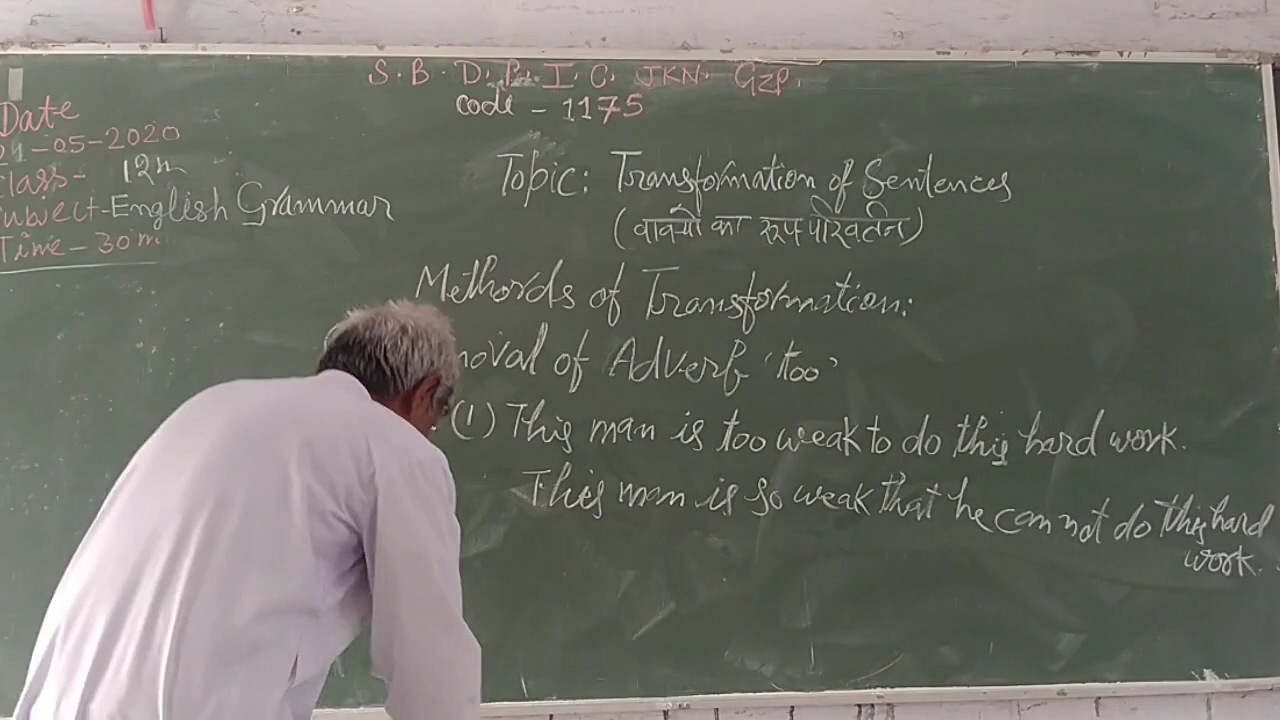 S. B. D. P. I. C. JKN. GZP.
Code - 1175
Date
21-05-2020
Class - 12th
Subject - English Grammar
Time - 30m
Topic: Transformation of Sentences
(वाक्यों का रूप परिवर्तन)
Methords of Transformation:
moval of Adverb 'too'
(1) This man is too weak to do this hard work.
This man is so weak that he can not do this hard
work.